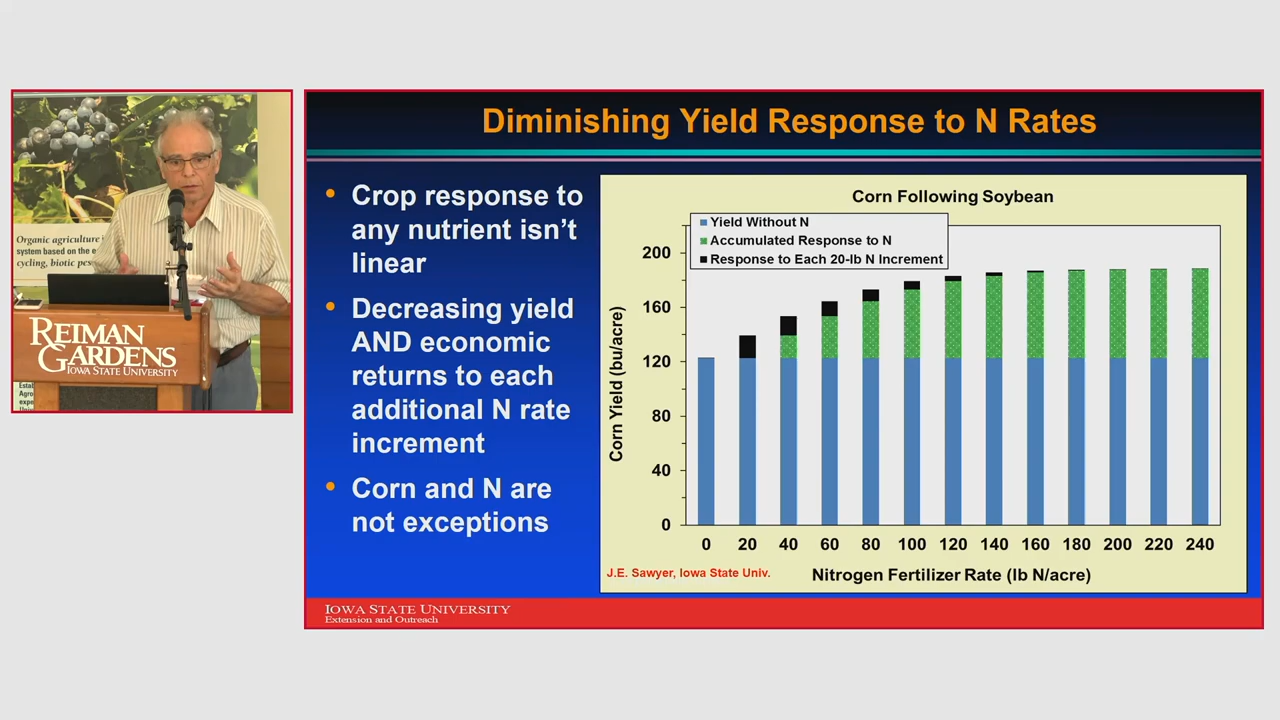 Diminishing Yield Response to N Rates
Crop response to
any nutrient isn't
linear
Decreasing yield
AND economic
returns to each
additional N rate
increment
Corn and N are
not exceptions
Corn Following Soybean
Yield Without N
Accumulated Response to N
Response to Each 20-lb N Increment
Corn Yield (bu/acre)
200
160
120
80
40
0
0 20 40 60 80 100 120 140 160 180 200 220 240
Nitrogen Fertilizer Rate (lb N/acre)
J.E. Sawyer, Iowa State Univ.
IOWA STATE UNIVERSITY
Extension and Outreach
Organic agriculture
system based on the e
cycling, biotic pes
REIMAN
GARDENS
IOWA STATE UNIVERSITY
Estab
Agro
expe